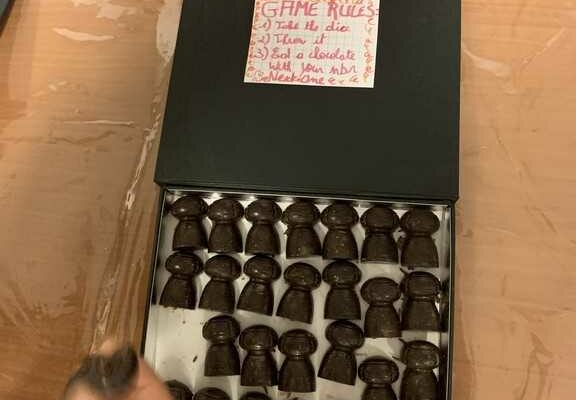 GAME RULES:
1) Take the dice
2) Throw it
3) Eat a chocolate
with your nbr
Next One